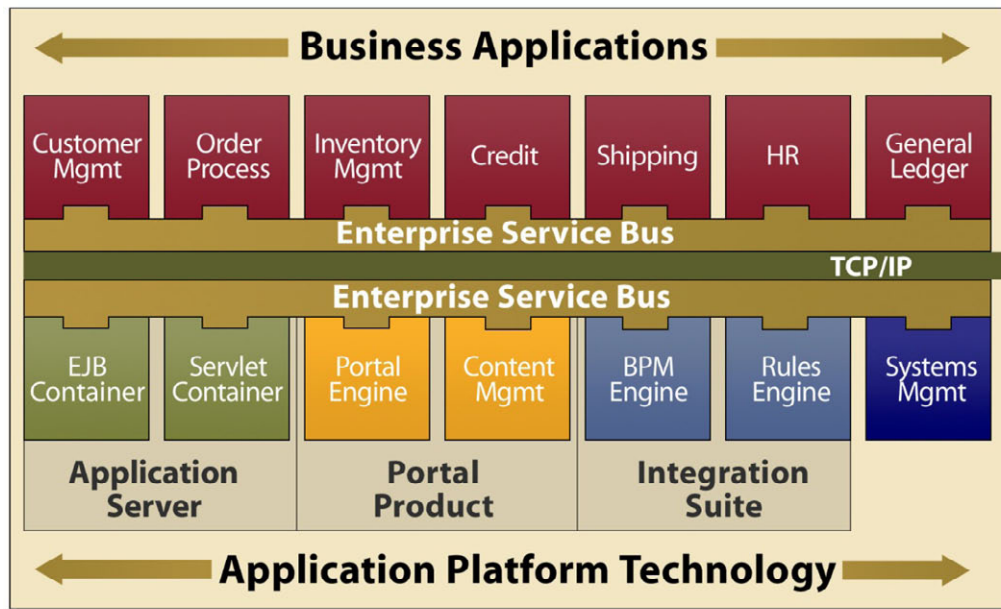 Business Applications
Customer
Mgmt
Order
Process
Inventory
Mgmt
Credit
Shipping
HR
General
Ledger
Enterprise Service Bus
TCP/IP
Enterprise Service Bus
EJB
Container
Servlet
Container
Portal
Engine
Content
Mgmt
BPM
Engine
Rules
Engine
Systems
Mgmt
Application
Server
Portal
Product
Integration
Suite
Application Platform Technology